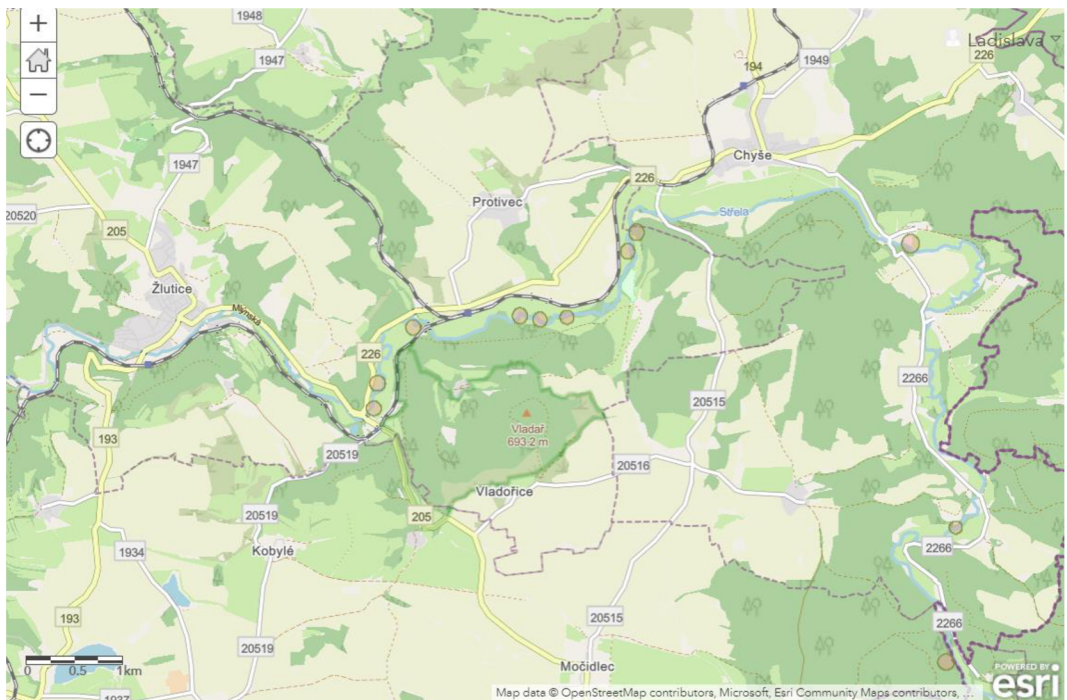 +
−
Ladislava
1948
1947
194
1949
226
1947
Chyše
226
Protivec
20520
205
Střela
Žlutice
Mýnská
226
2266
20515
193
Vladař
693.2 m
20519
20516
Vladořice
20519
205
1934
Kobylé
2266
193
20515
2266
20519
0 0.5 1km
Močidlec
1937
POWERED BY
esri
Map data © OpenStreetMap contributors, Microsoft, Esri Community Maps contributors, ...